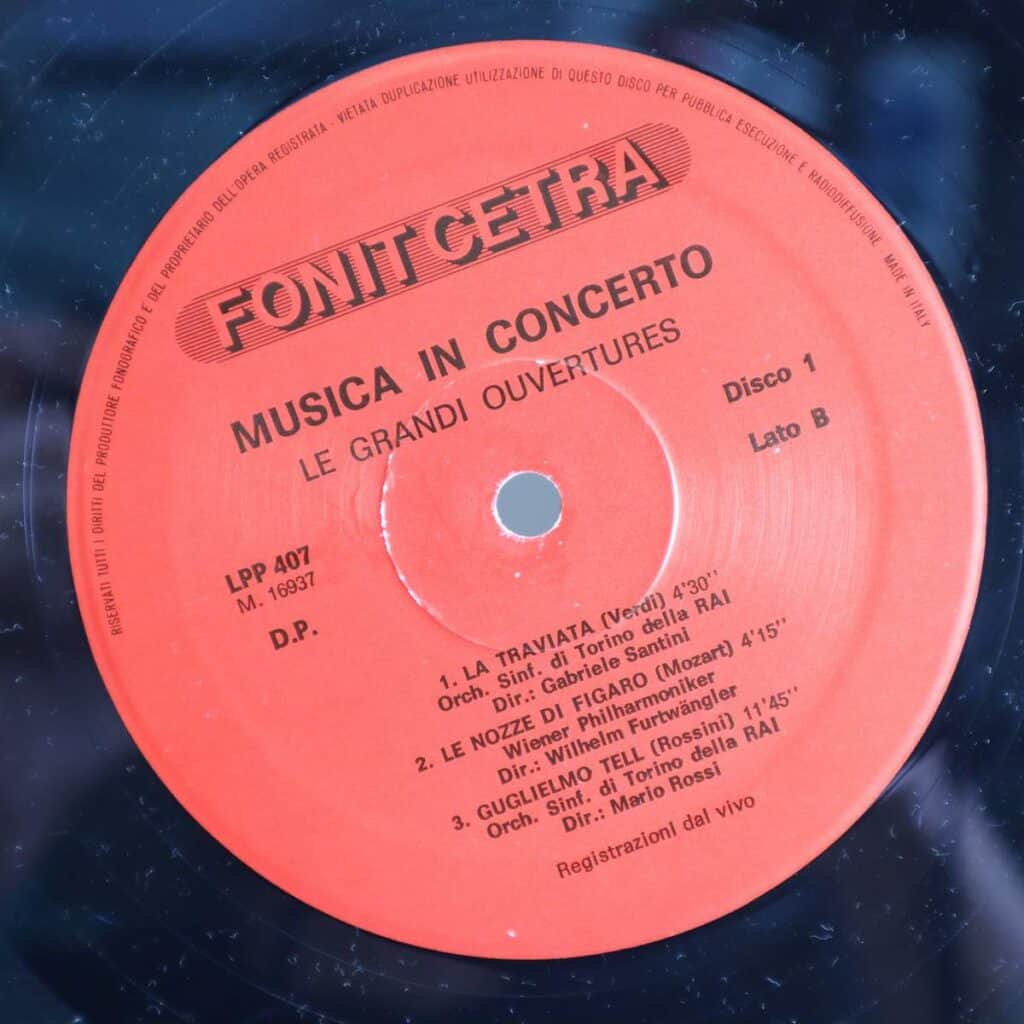 RISERVATI TUTTI I DIRITTI DEL PRODUTTORE FONOGRAFICO E DEL PROPRIETARIO DELL'OPERA REGISTRATA - VIETATA DUPLICAZIONE UTILIZZAZIONE DI QUESTO DISCO PER PUBBLICA ESECUZIONE E RADIODIFFUSIONE MADE IN ITALY
FONIT CETRA
MUSICA IN CONCERTO
LE GRANDI OUVERTURES
Disco 1
Lato B
LPP 407
M. 16937
D.P.
1. LA TRAVIATA (Verdi) 4'30''
Orch. Sinf. di Torino della RAI
Dir.: Gabriele Santini
2. LE NOZZE DI FIGARO (Mozart) 4'15''
Wiener Philharmoniker
Dir.: Wilhelm Furtwängler
3. GUGLIELMO TELL (Rossini) 11'45''
Orch. Sinf. di Torino della RAI
Dir.: Mario Rossi
Registrazioni dal vivo